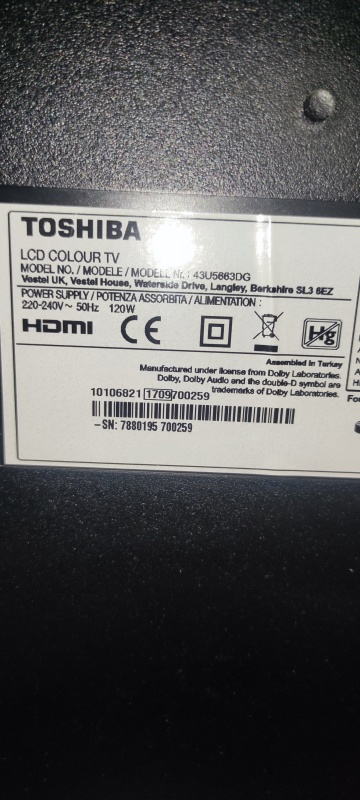 TOSHIBA
LCD COLOUR TV
MODEL NO. / MODELE / MODELL Nr. : 43U5663DG
Vestel UK, Vestel House, Waterside Drive, Langley, Berkshire SL3 6EZ
POWER SUPPLY / POTENZA ASSORBITA / ALIMENTATION :
220-240V~ 50Hz 120W
HDMI CE Hg
Assembled in Turkey
Manufactured under license from Dolby Laboratories.
Dolby, Dolby Audio and the double-D symbol are
trademarks of Dolby Laboratories.
10106821 1709 700259
-SN: 7880195 700259